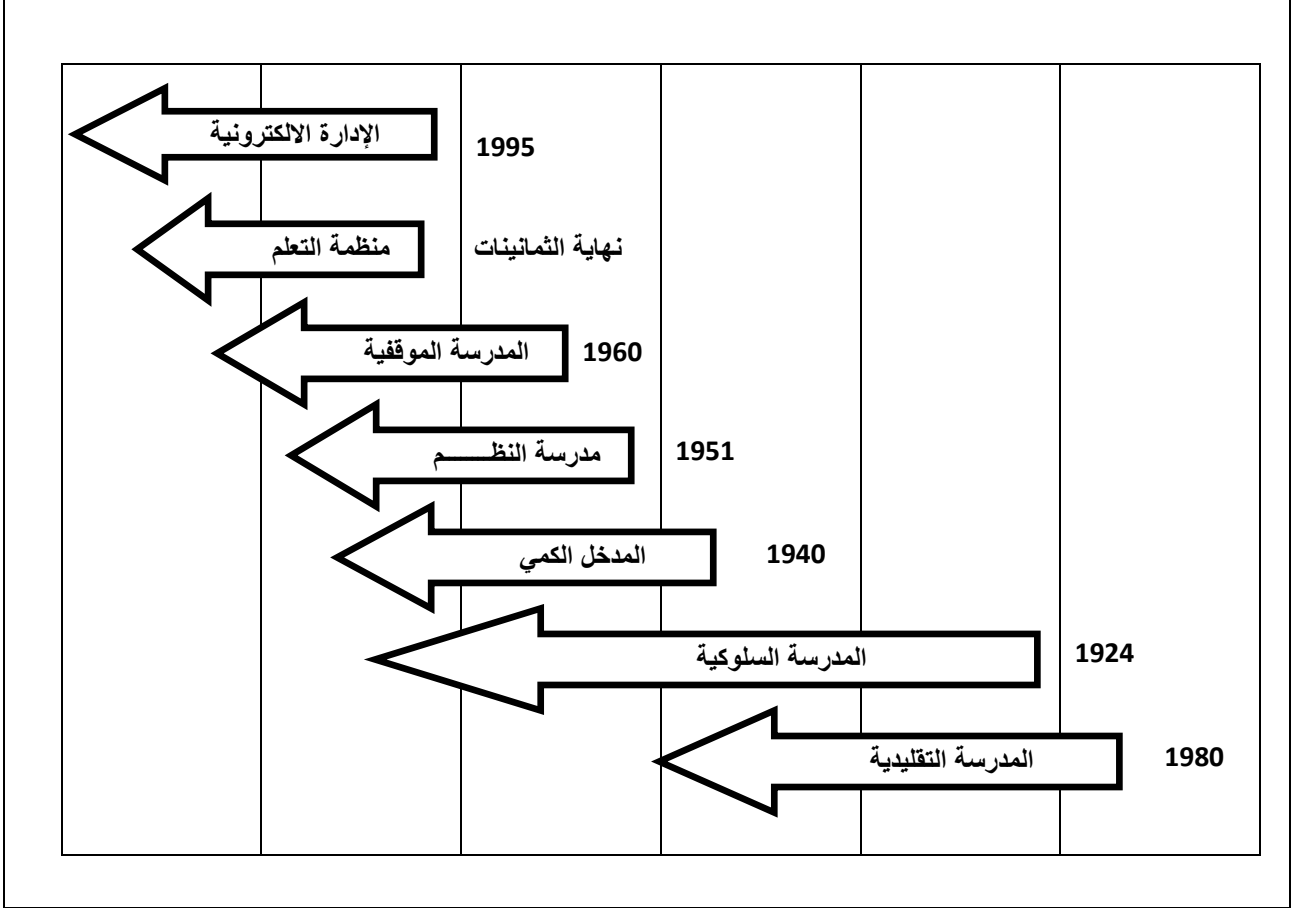 الإدارة الالكترونية 1995
منظمة التعلم نهاية الثمانينات
المدرسة الموقفية 1960
مدرسة النظـــــــم 1951
المدخل الكمي 1940
المدرسة السلوكية 1924
المدرسة التقليدية 1980